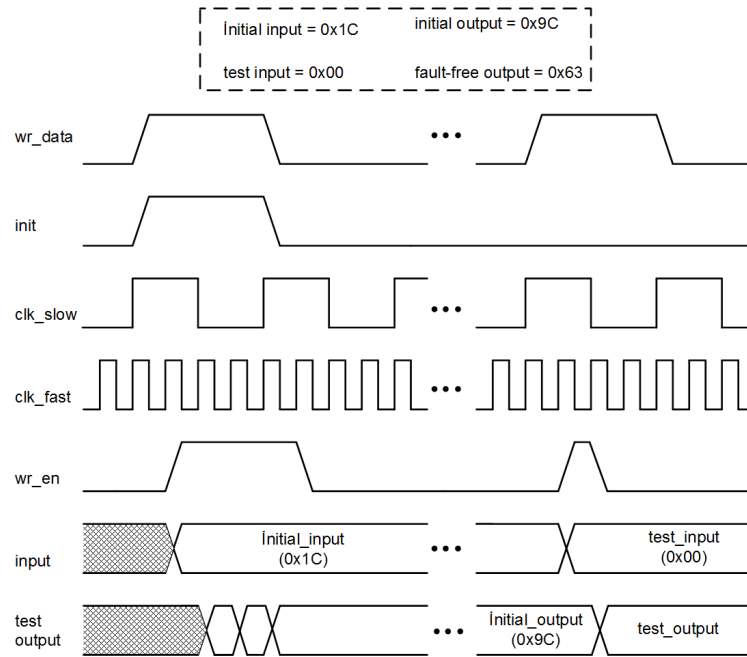 İnitial input = 0x1C initial output = 0x9C
test input = 0x00 fault-free output = 0x63
wr_data
init
clk_slow
clk_fast
wr_en
input
İnitial_input
(0x1C)
test_input
(0x00)
test
output
İnitial_output
(0x9C)
test_output